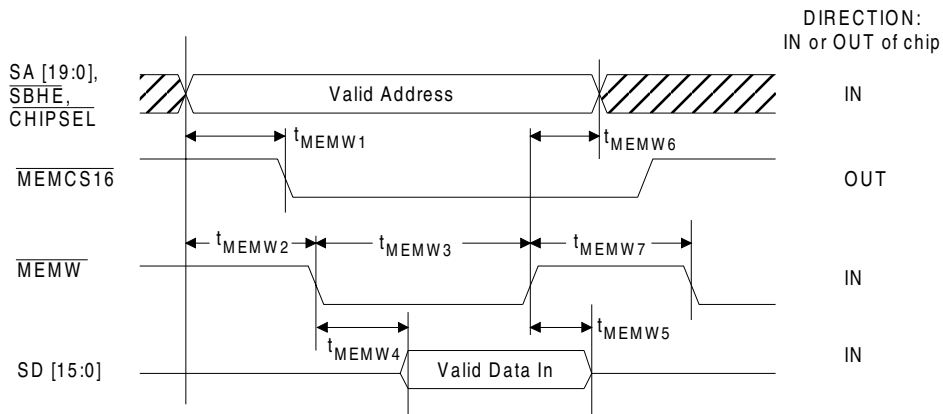 DIRECTION:
IN or OUT of chip
SA [19:0],
SBHE,
CHIPSEL
Valid Address
IN
tMEMW1
tMEMW6
MEMCS16
OUT
tMEMW2
tMEMW3
tMEMW7
MEMW
IN
tMEMW4
tMEMW5
IN
SD [15:0]
Valid Data In